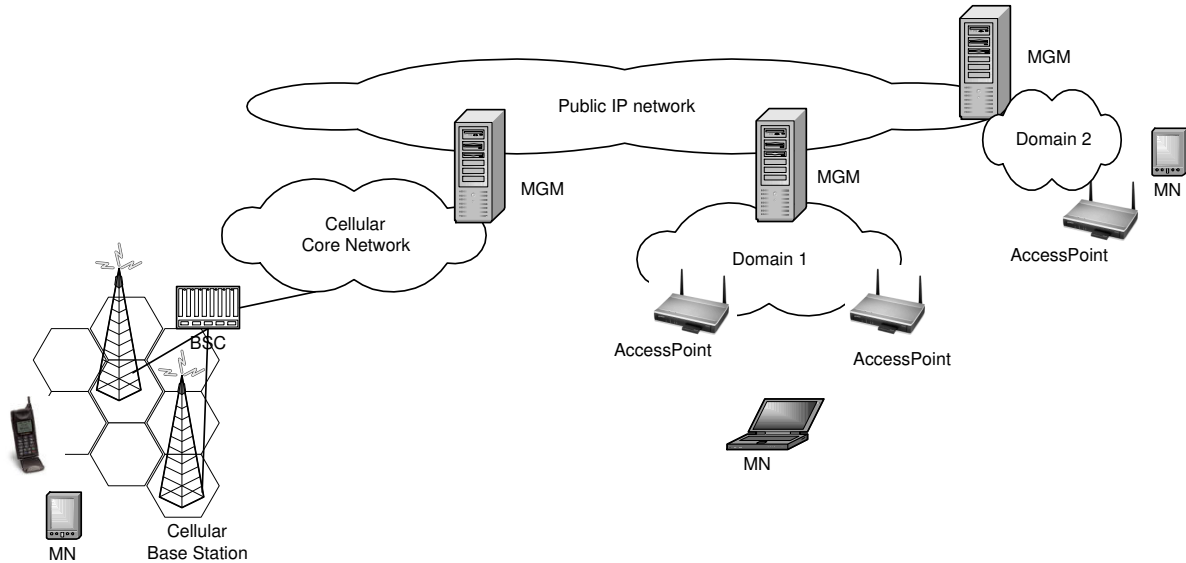 MGM
Public IP network
Domain 2
MGM
MGM
MN
Cellular
Core Network
Domain 1
AccessPoint
BSC
AccessPoint
AccessPoint
MN
Cellular
Base Station
MN